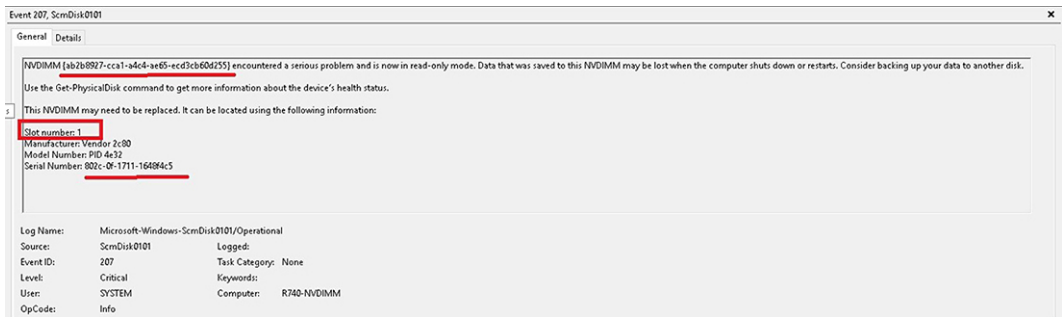 Event 207, ScmDisk0101
General Details
NVDIMM {ab2b8927-cca1-a4c4-ae65-ecd3cb60d255} encountered a serious problem and is now in read-only mode. Data that was saved to this NVDIMM may be lost when the computer shuts down or restarts. Consider backing up your data to another disk.
Use the Get-PhysicalDisk command to get more information about the device's health status.
This NVDIMM may need to be replaced. It can be located using the following information:
Slot number: 1
Manufacturer: Vendor 2c80
Model Number: PID 4e32
Serial Number: 802c-0f-1711-1648f4c5
Log Name: Microsoft-Windows-ScmDisk0101/Operational
Source: ScmDisk0101 Logged:
Event ID: 207 Task Category: None
Level: Critical Keywords:
User: SYSTEM Computer: R740-NVDIMM
OpCode: Info